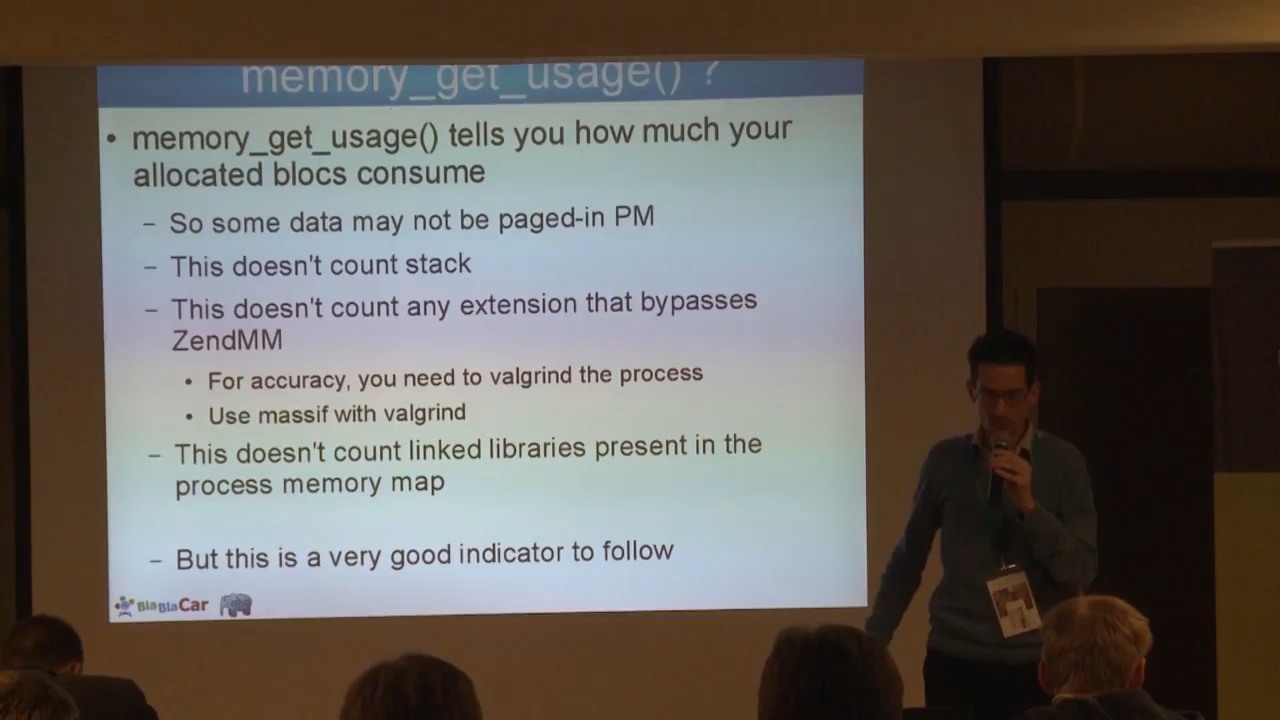 memory_get_usage() ?
• memory_get_usage() tells you how much your
allocated blocs consume
– So some data may not be paged-in PM
– This doesn't count stack
– This doesn't count any extension that bypasses
ZendMM
• For accuracy, you need to valgrind the process
• Use massif with valgrind
– This doesn't count linked libraries present in the
process memory map
– But this is a very good indicator to follow
BlaBlaCar